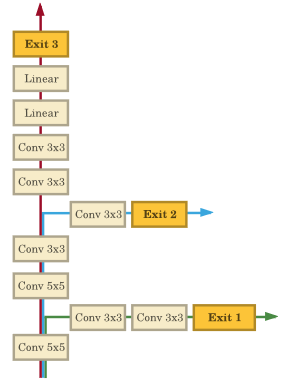 Exit 3
Linear
Linear
Conv 3x3
Conv 3x3
Conv 3x3 Exit 2
Conv 3x3
Conv 5x5
Conv 3x3 Conv 3x3 Exit 1
Conv 5x5